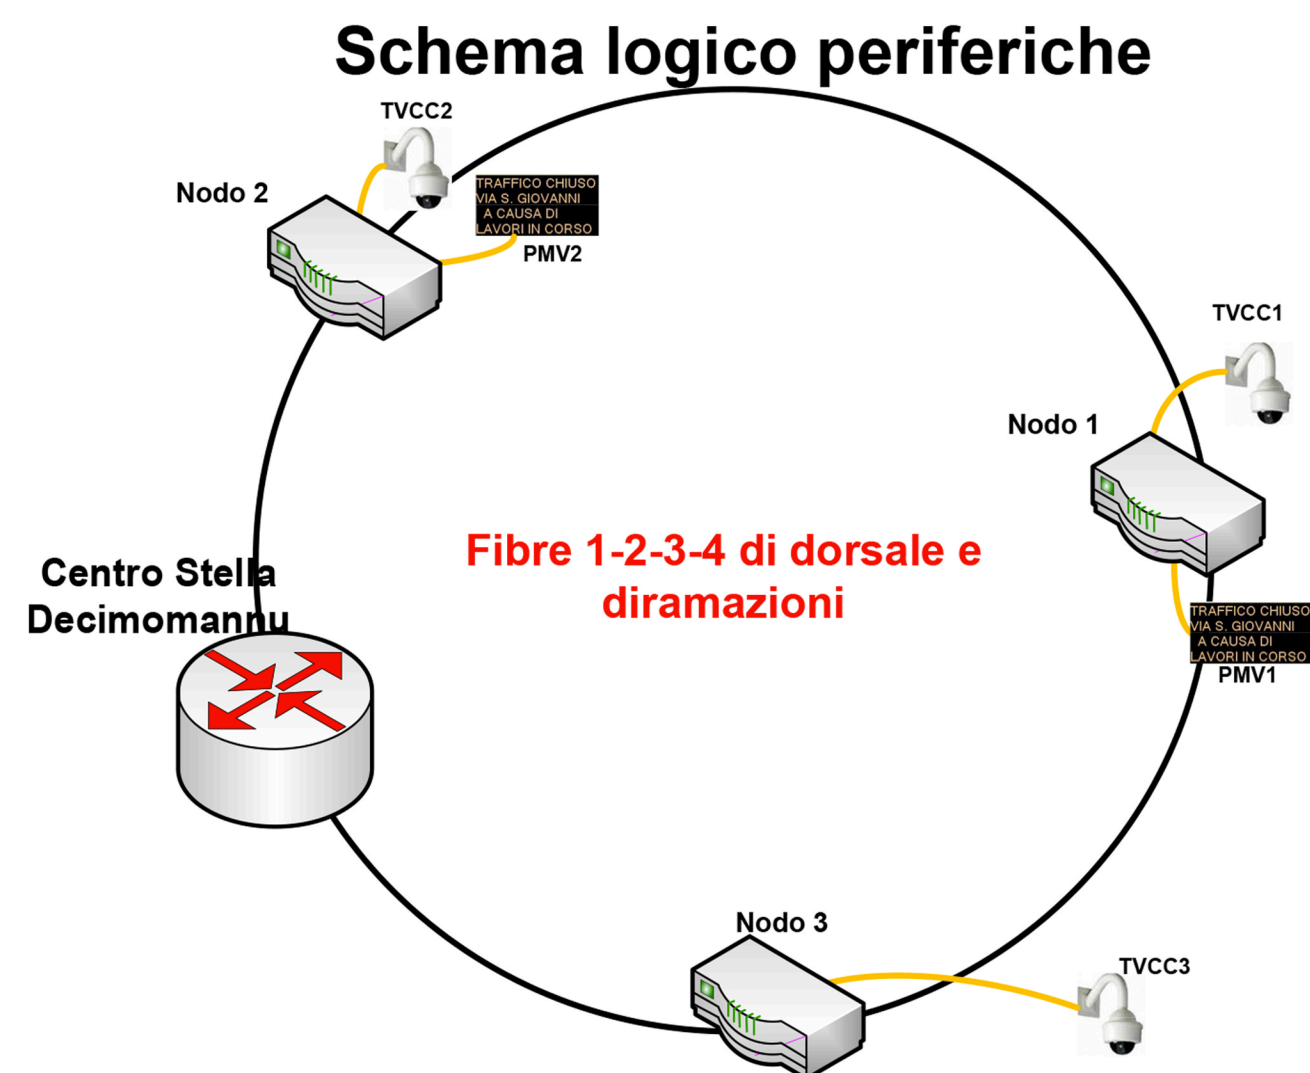 Schema logico periferiche
TVCC2
Nodo 2
TRAFFICO CHIUSO
VIA S. GIOVANNI
A CAUSA DI
LAVORI IN CORSO
PMV2
TVCC1
Nodo 1
Fibre 1-2-3-4 di dorsale e
diramazioni
Centro Stella
Decimomannu
TRAFFICO CHIUSO
VIA S. GIOVANNI
A CAUSA DI
LAVORI IN CORSO
PMV1
Nodo 3
TVCC3